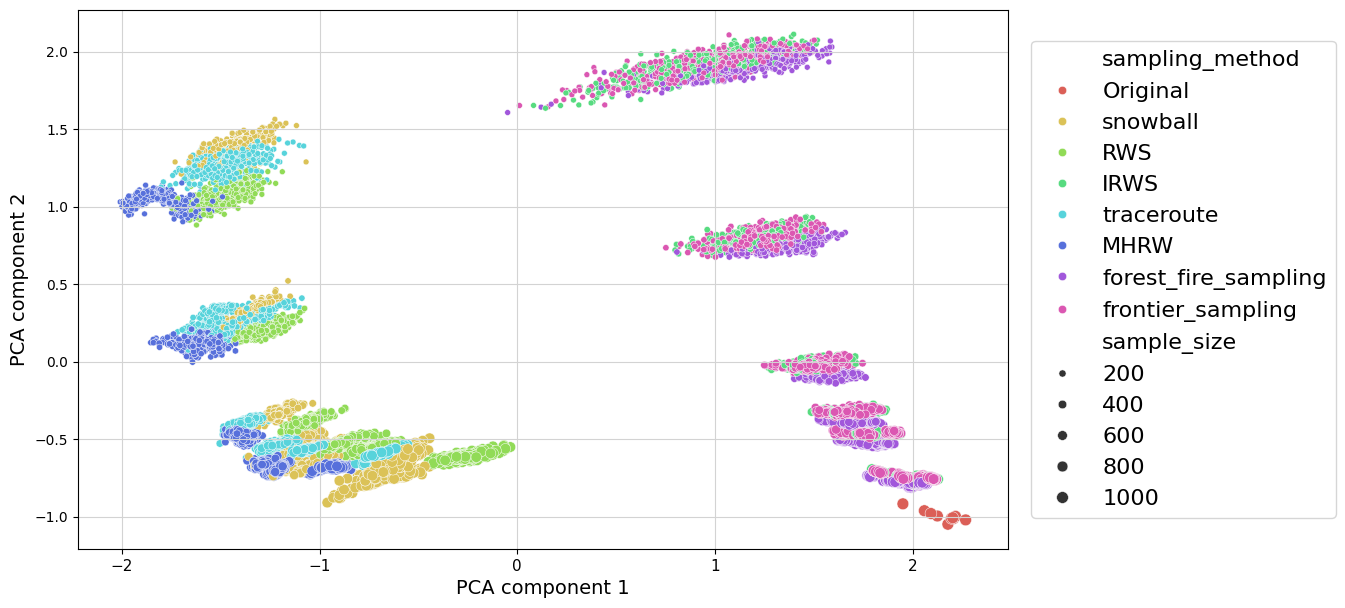 PCA component 2
2.0
1.5
1.0
0.5
0.0
−0.5
−1.0
−2
−1
0
1
2
PCA component 1
sampling_method
Original
snowball
RWS
IRWS
traceroute
MHRW
forest_fire_sampling
frontier_sampling
sample_size
200
400
600
800
1000